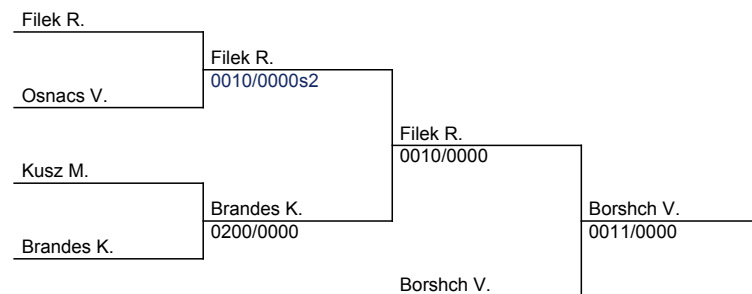 Filek R.
Filek R.
0010/0000s2
Osnacs V.
Filek R.
0010/0000
Kusz M.
Brandes K.
0200/0000
Borshch V.
0011/0000
Brandes K.
Borshch V.